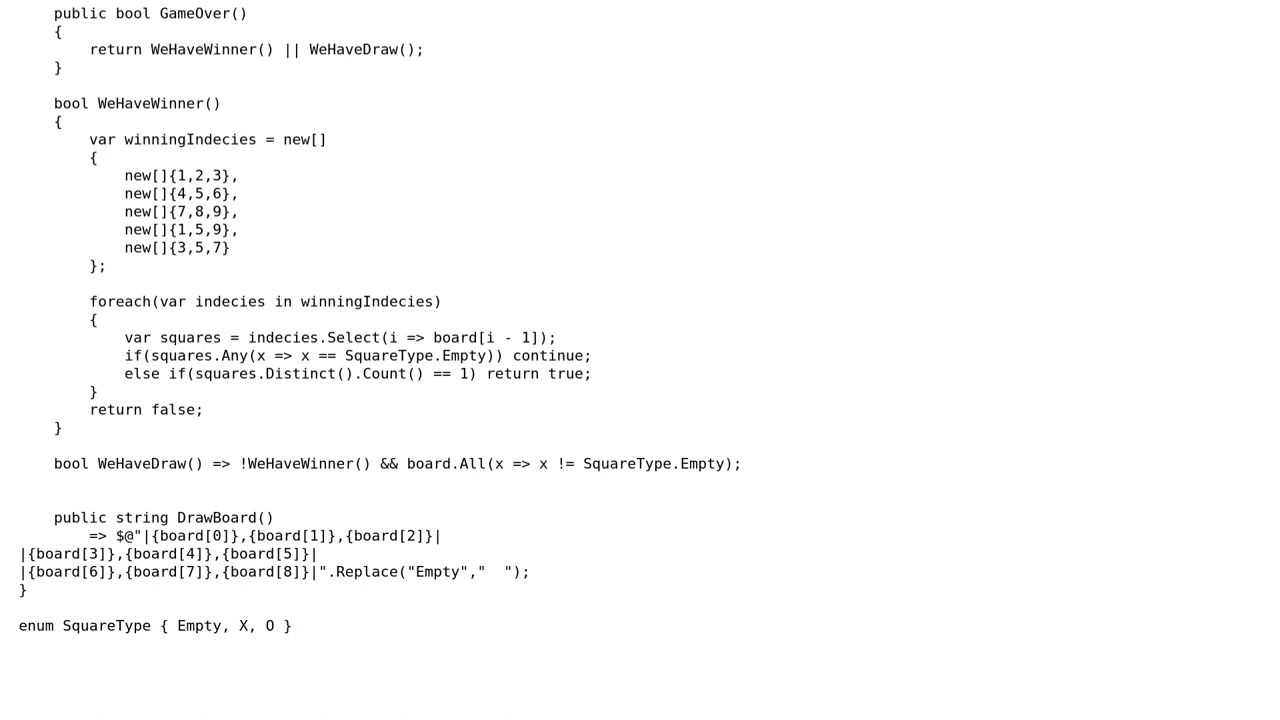 public bool GameOver()
    {
        return WeHaveWinner() || WeHaveDraw();
    }

    bool WeHaveWinner()
    {
        var winningIndecies = new[]
        {
            new[]{1,2,3},
            new[]{4,5,6},
            new[]{7,8,9},
            new[]{1,5,9},
            new[]{3,5,7}
        };

        foreach(var indecies in winningIndecies)
        {
            var squares = indecies.Select(i => board[i - 1]);
            if(squares.Any(x => x == SquareType.Empty)) continue;
            else if(squares.Distinct().Count() == 1) return true;
        }
        return false;
    }

    bool WeHaveDraw() => !WeHaveWinner() && board.All(x => x != SquareType.Empty);


    public string DrawBoard()
        => $@"|{board[0]},{board[1]},{board[2]}|
|{board[3]},{board[4]},{board[5]}|
|{board[6]},{board[7]},{board[8]}|".Replace("Empty","  ");
}

enum SquareType { Empty, X, O }